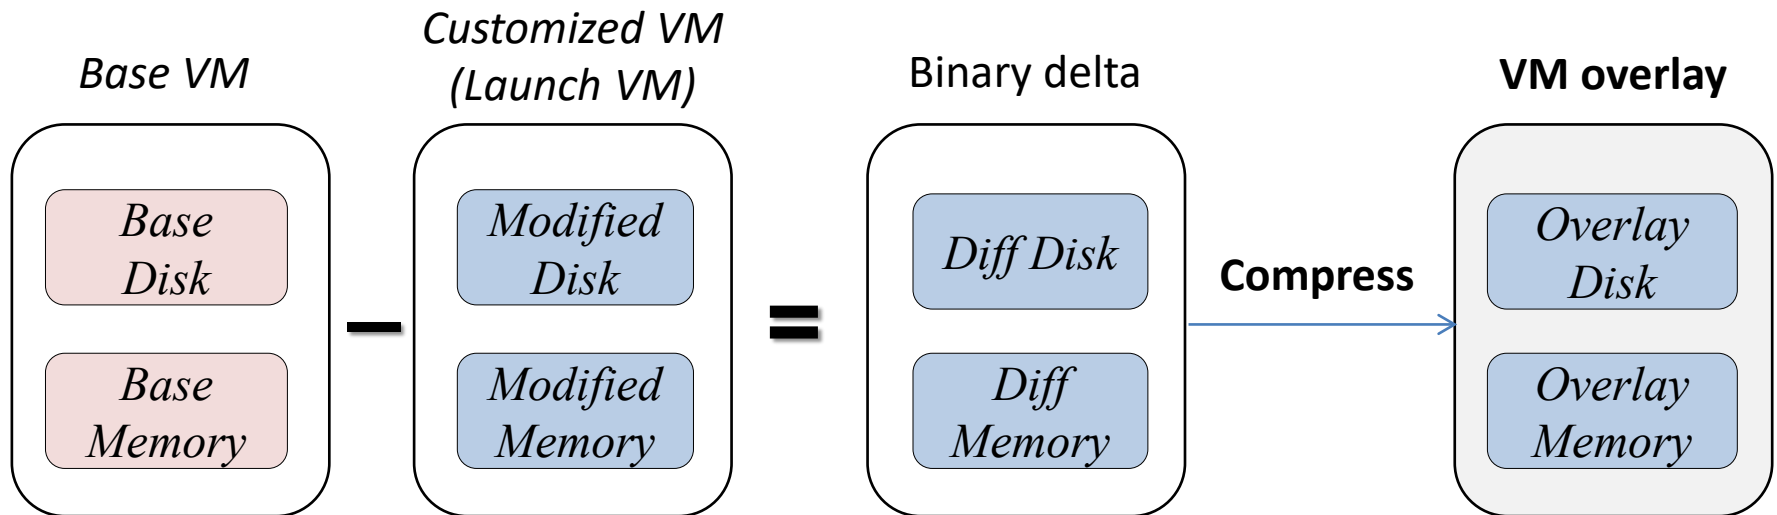 Base VM
Customized VM
(Launch VM)
Binary delta
VM overlay
Base
Disk
Base
Memory
Modified
Disk
Modified
Memory
Diff Disk
Diff
Memory
Compress
Overlay
Disk
Overlay
Memory